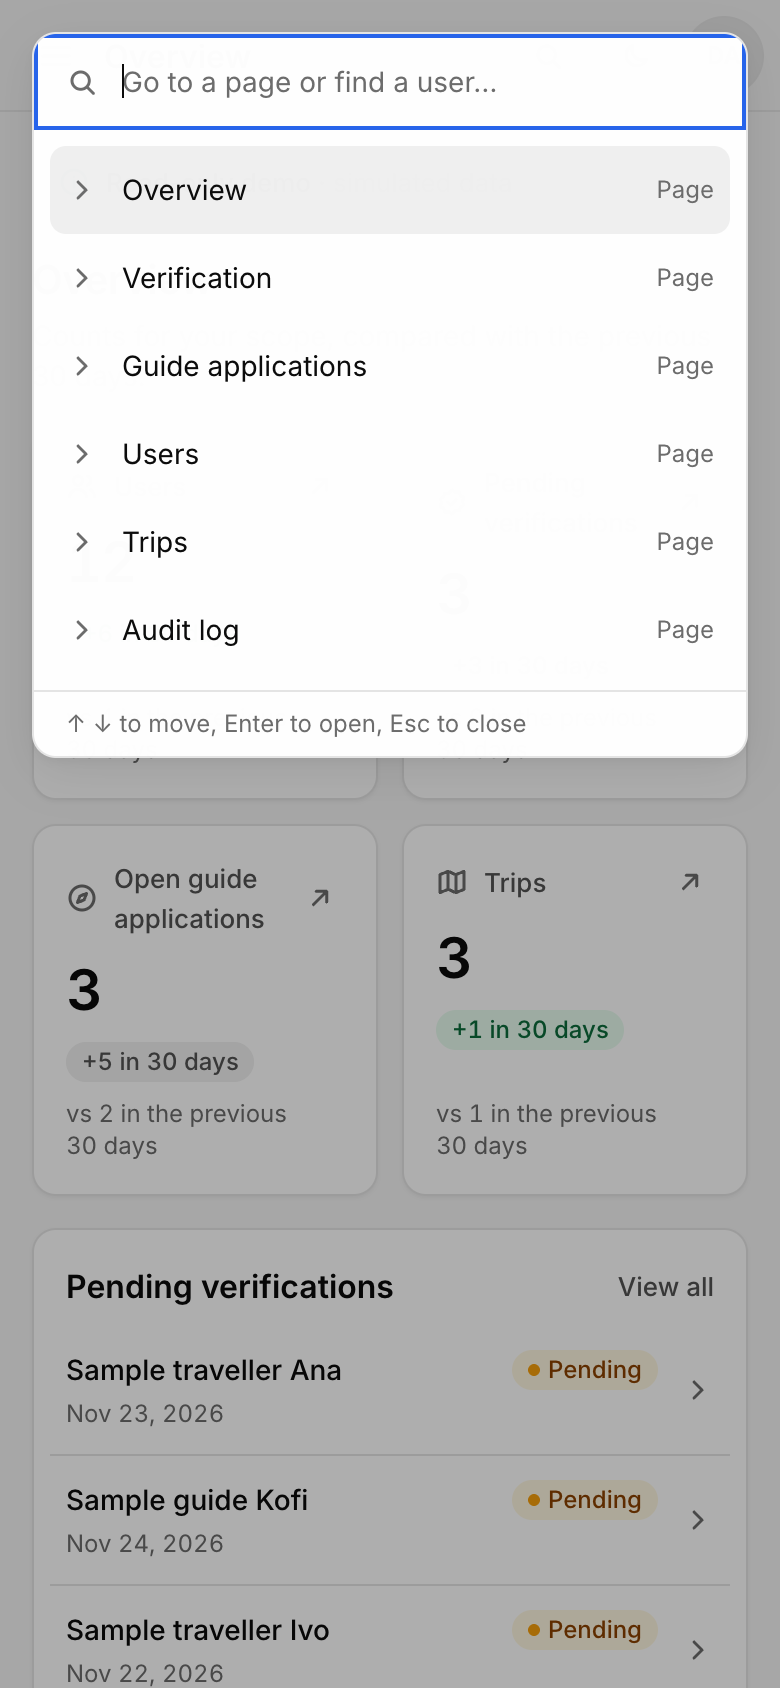 Go to a page or find a user...
Overview Page
Verification Page
Guide applications Page
Users Page
Trips Page
Audit log Page
↑ ↓ to move, Enter to open, Esc to close
Open guide
applications
3
+5 in 30 days
vs 2 in the previous
30 days
Trips
3
+1 in 30 days
vs 1 in the previous
30 days
Pending verifications View all
Sample traveller Ana Pending
Nov 23, 2026
Sample guide Kofi Pending
Nov 24, 2026
Sample traveller Ivo Pending
Nov 22, 2026